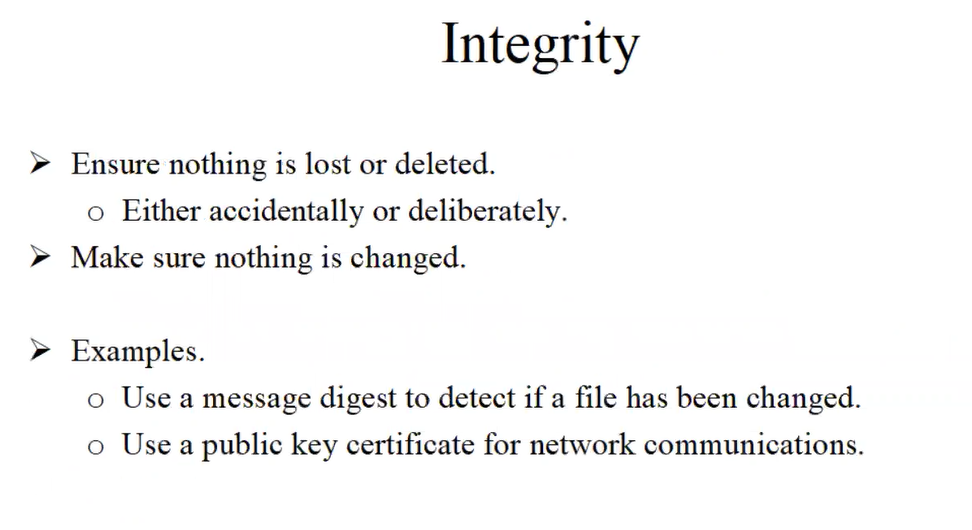 Integrity
➢ Ensure nothing is lost or deleted.
o Either accidentally or deliberately.
➢ Make sure nothing is changed.
➢ Examples.
o Use a message digest to detect if a file has been changed.
o Use a public key certificate for network communications.